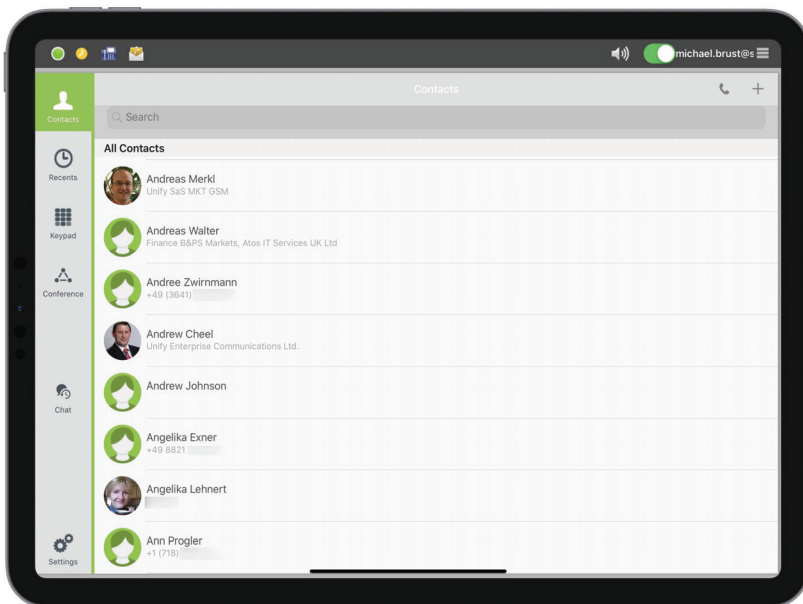 michael.brust@s
Contacts
Contacts
Search
All Contacts
Recents
Andreas Merkl
Unify SaS MKT GSM
Keypad
Andreas Walter
Finance B&PS Markets, Atos IT Services UK Ltd
Conference
Andree Zwirnmann
+49 (3641)
Andrew Cheel
Unify Enterprise Communications Ltd.
Chat
Andrew Johnson
Angelika Exner
+49 8821
Angelika Lehnert
Settings
Ann Progler
+1 (718)